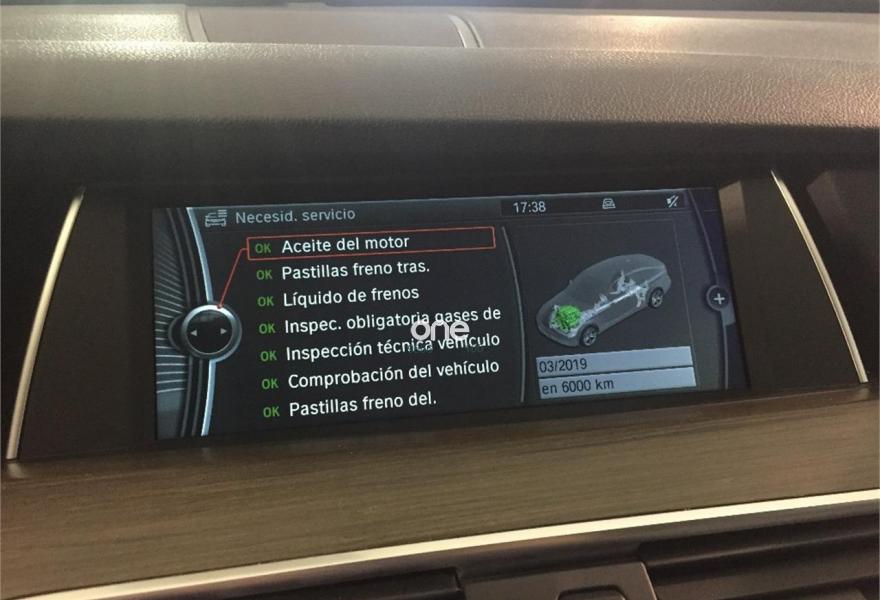 Necesid. servicio
17:38
OK Aceite del motor
OK Pastillas freno tras.
OK Líquido de frenos
OK Inspec. obligatoria gases de
OK Inspección técnica vehículo
OK Comprobación del vehículo
OK Pastillas freno del.
03/2019
en 6000 km
one